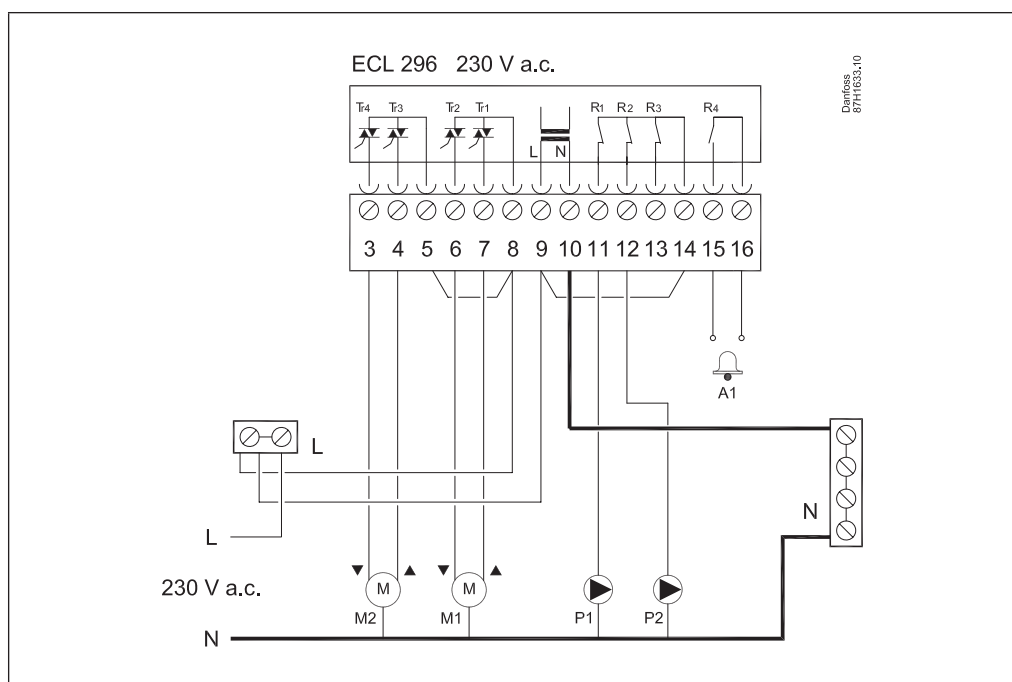 ECL 296 230 V a.c.
Danfoss
87H1633.10
Tr4 Tr3 Tr2 Tr1 R1 R2 R3 R4
L N
3 4 5 6 7 8 9 10 11 12 13 14 15 16
A1
L
N
L
230 V a.c.
M M
M2 M1 P1 P2
N